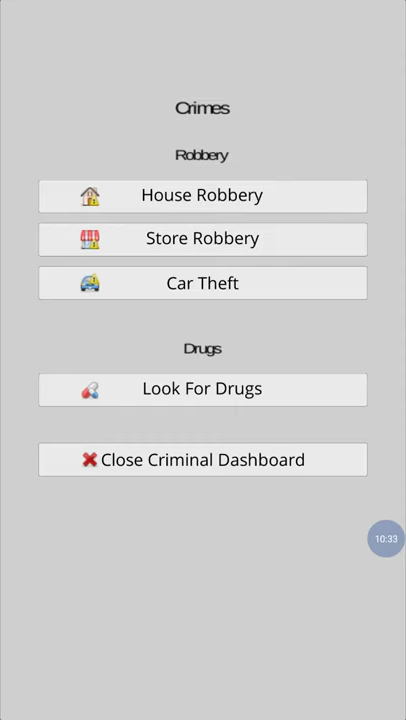 Crimes
Robbery
House Robbery
Store Robbery
Car Theft
Drugs
Look For Drugs
Close Criminal Dashboard
10:33